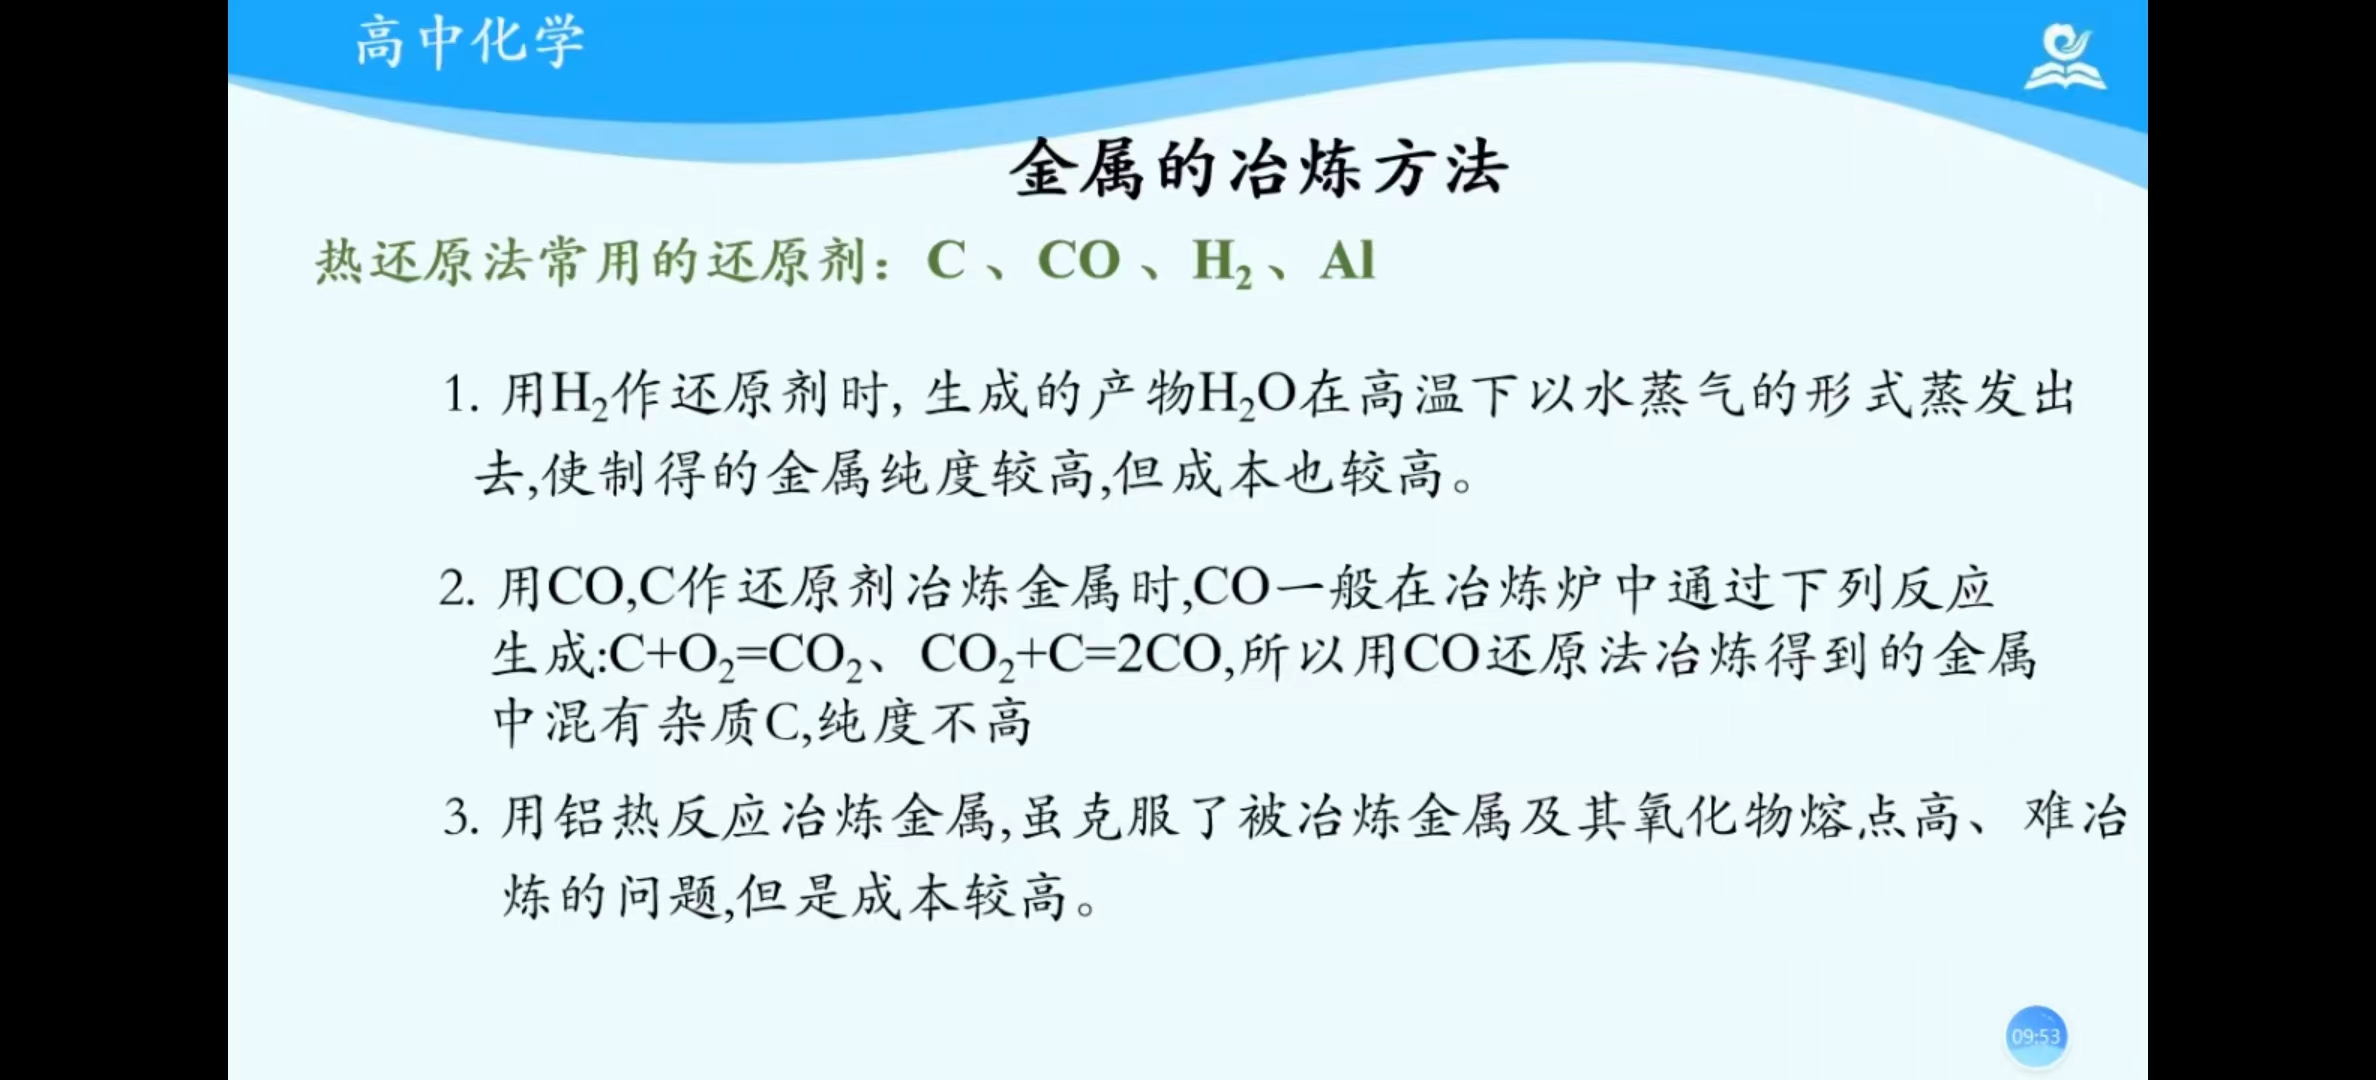 高中化学
金属的冶炼方法
热还原法常用的还原剂：C 、CO 、H₂ 、Al
1. 用H₂作还原剂时, 生成的产物H₂O在高温下以水蒸气的形式蒸发出
去,使制得的金属纯度较高,但成本也较高。
2. 用CO,C作还原剂冶炼金属时,CO一般在冶炼炉中通过下列反应
生成:C+O₂=CO₂、CO₂+C=2CO,所以用CO还原法冶炼得到的金属
中混有杂质C,纯度不高
3. 用铝热反应冶炼金属,虽克服了被冶炼金属及其氧化物熔点高、难冶
炼的问题,但是成本较高。
09:53